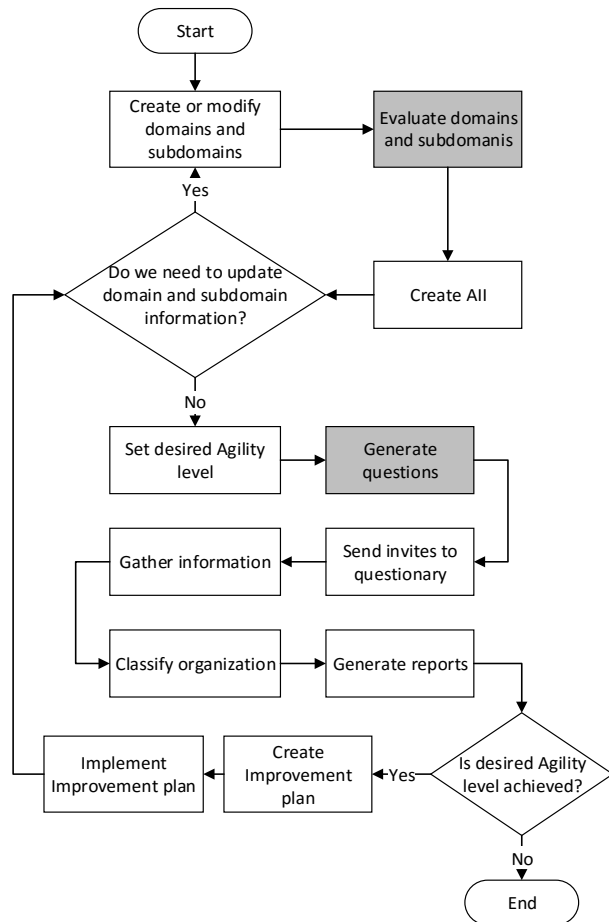 Start
Create or modify
domains and
subdomains
Evaluate domains
and subdomanis
Yes
Do we need to update
domain and subdomain
information?
Create AII
No
Set desired Agility
level
Generate
questions
Gather information
Send invites to
questionary
Classify organization
Generate reports
Implement
Improvement plan
Create
Improvement
plan
Yes
Is desired Agility
level achieved?
No
End